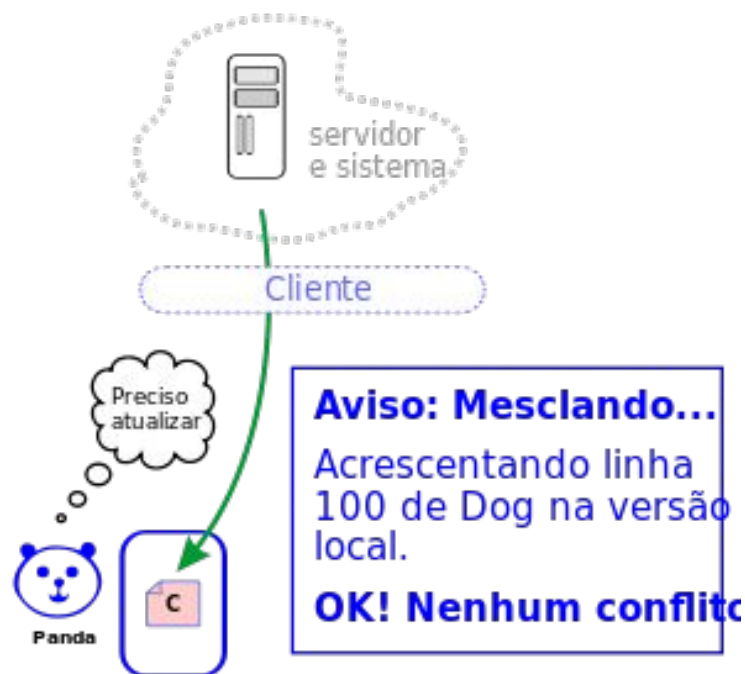 servidor
e sistema
Cliente
Preciso
atualizar
Aviso: Mesclando...
Acrescentando linha
100 de Dog na versão
local.
OK! Nenhum conflito
C
Panda